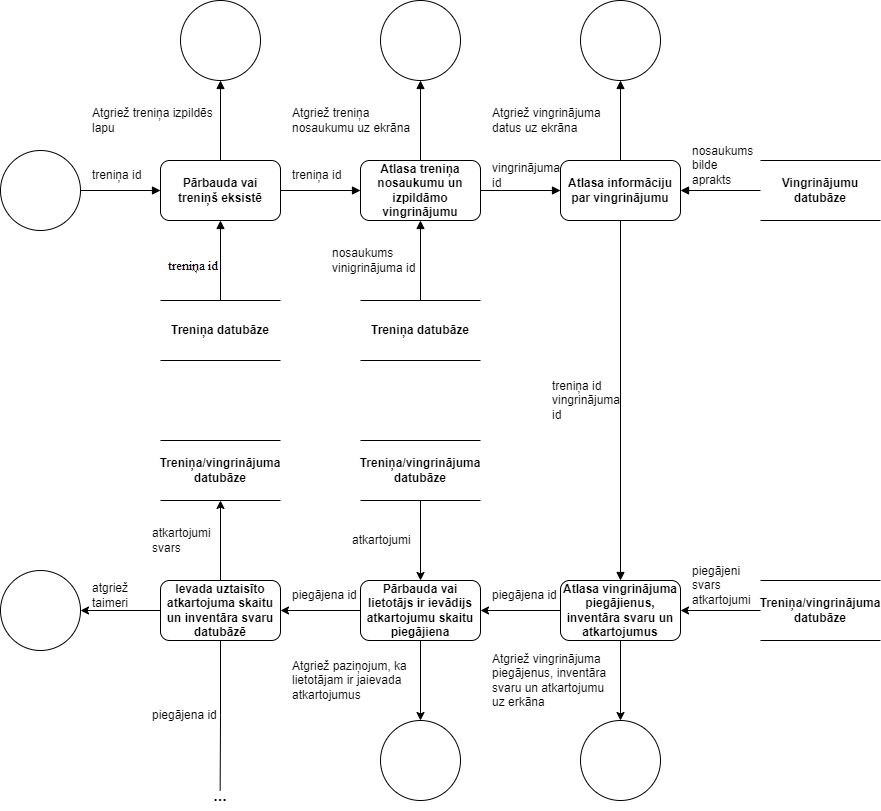 Atgriež treniņa izpildēs
lapu
Atgriež treniņa
nosaukumu uz ekrāna
Atgriež vingrinājuma
datus uz ekrāna
treniņa id
Pārbauda vai
treniņš eksistē
treniņa id
Atlasa treniņa
nosaukumu un
izpildāmo
vingrinājumu
vingrinājuma
id
Atlasa informāciju
par vingrinājumu
nosaukums
bilde
aprakts
Vingrinājumu
datubāze
treniņa id
nosaukums
vinigrinājuma id
Treniņa datubāze
Treniņa datubāze
treniņa id
vingrinājuma
id
Treniņa/vingrinājuma
datubāze
Treniņa/vingrinājuma
datubāze
atkartojumi
svars
atkartojumi
atgriež
taimeri
Ievada uztaisīto
atkartojuma skaitu
un inventāra svaru
datubāzē
piegājena id
Pārbauda vai
lietotājs ir ievādijs
atkartojumu skaitu
piegājiena
piegājena id
Atlasa vingrinājuma
piegājienus,
inventāra svaru un
atkartojumus
piegājeni
svars
atkartojumi
Treniņa/vingrinājuma
datubāze
piegājena id
Atgriež paziņojum, ka
lietotājam ir jaievada
atkartojumus
Atgriež vingrinājuma
piegājienus, inventāra
svaru un atkartojumu
uz erkāna
...